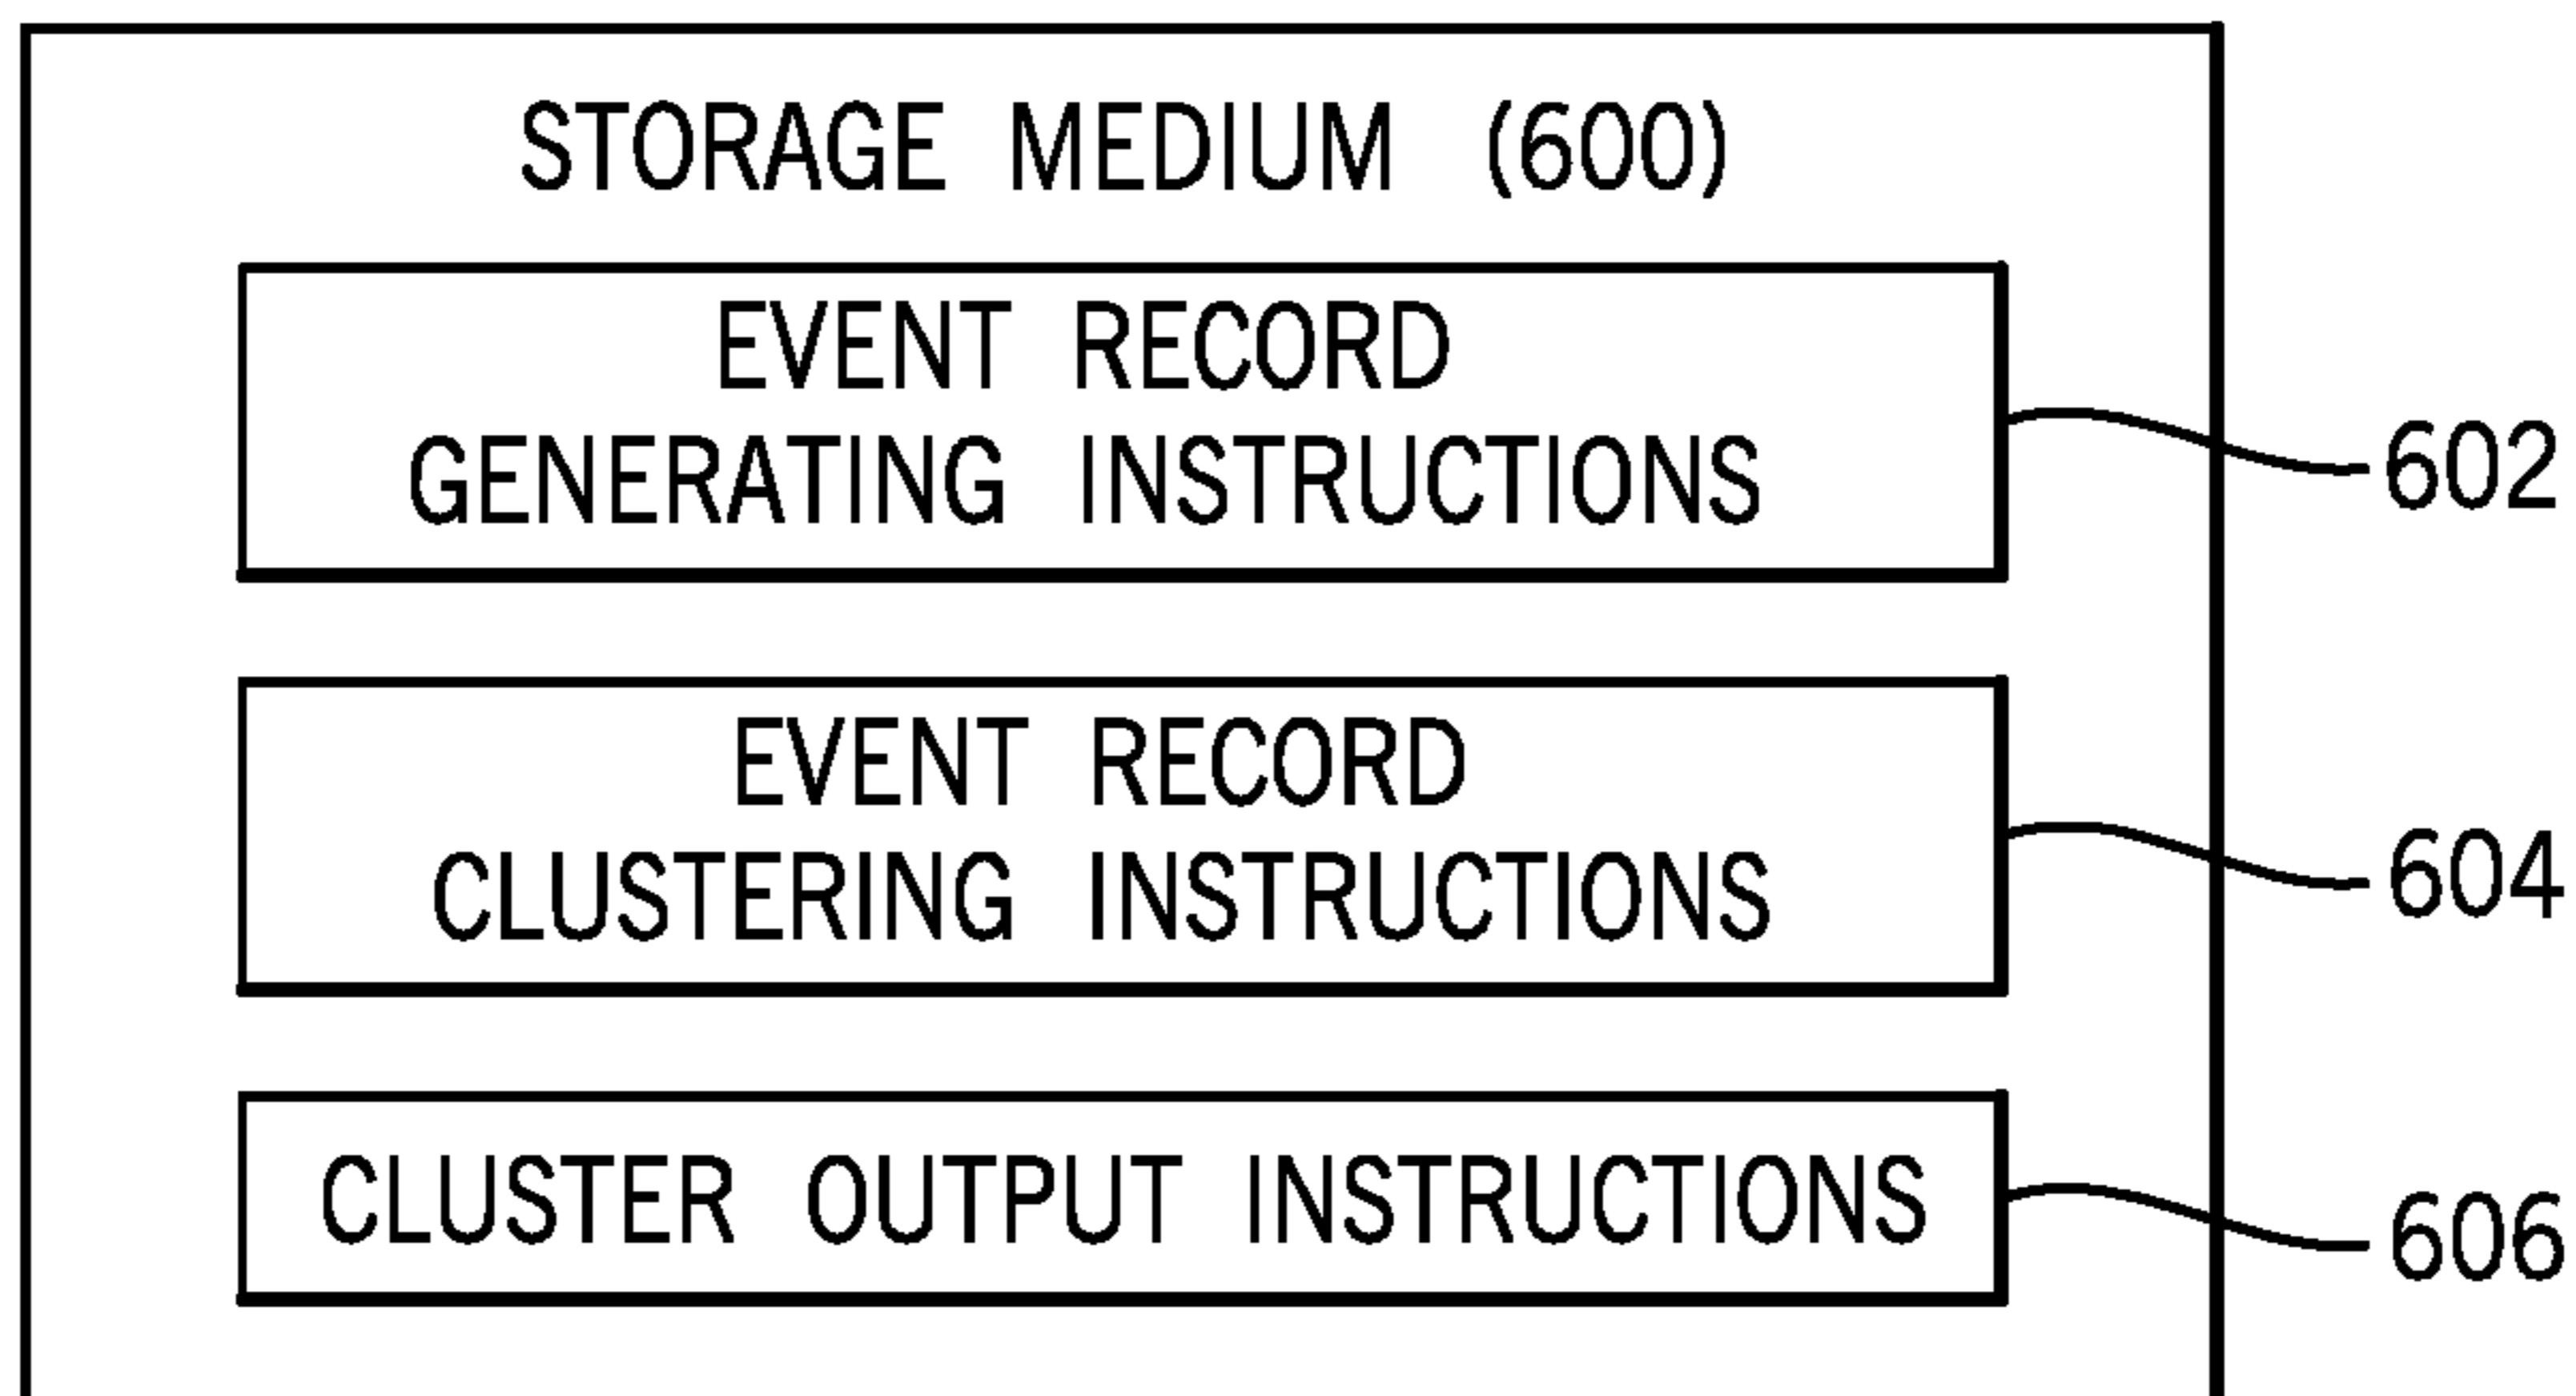 STORAGE MEDIUM (600)
EVENT RECORD
GENERATING INSTRUCTIONS
602
EVENT RECORD
CLUSTERING INSTRUCTIONS
604
CLUSTER OUTPUT INSTRUCTIONS
606